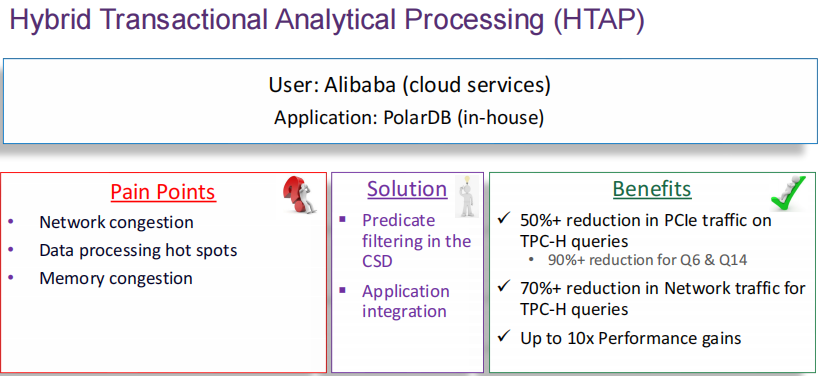 Hybrid Transactional Analytical Processing (HTAP)
User: Alibaba (cloud services)
Application: PolarDB (in-house)
Pain Points
• Network congestion
• Data processing hot spots
• Memory congestion
Solution
▪ Predicate
filtering in the
CSD
▪ Application
integration
Benefits
✓ 50%+ reduction in PCIe traffic on
TPC-H queries
• 90%+ reduction for Q6 & Q14
✓ 70%+ reduction in Network traffic for
TPC-H queries
✓ Up to 10x Performance gains